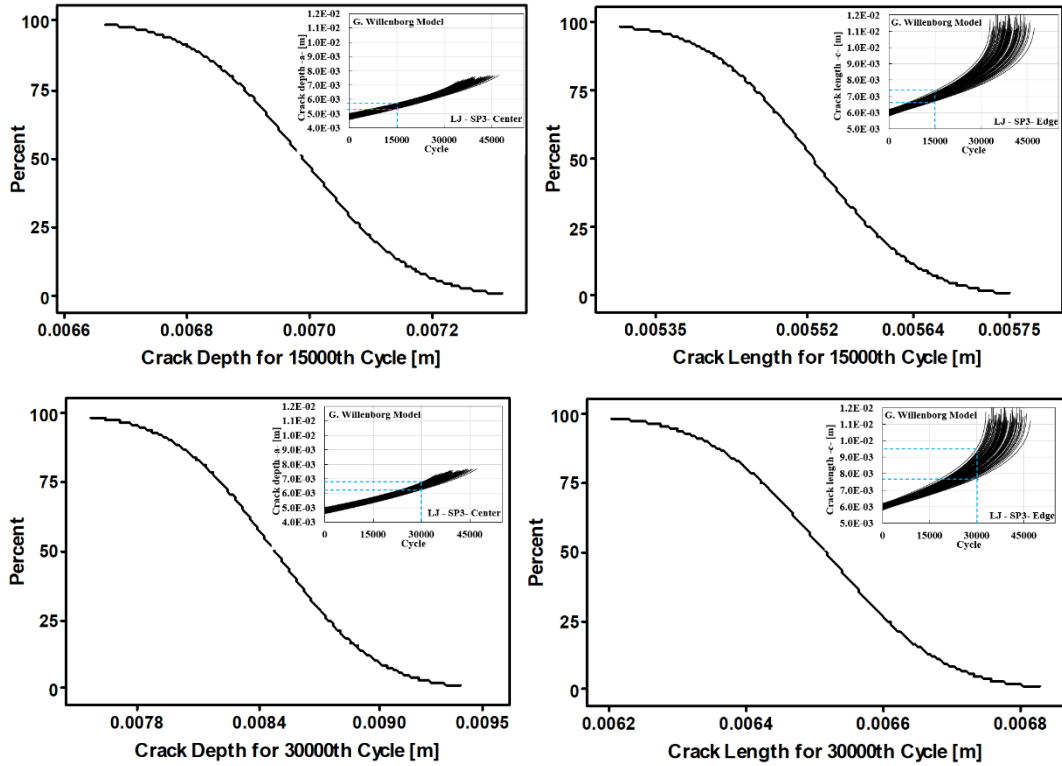 100
75
50
25
0
Percent
0.0066
0.0068
0.0070
0.0072
Crack Depth for 15000th Cycle [m]
G. Willenborg Model
1.2E-02
1.1E-02
1.0E-02
9.0E-03
8.0E-03
7.0E-03
6.0E-03
5.0E-03
4.0E-03
Crack depth -a- [m]
LJ - SP3- Center
0
15000
30000
45000
Cycle
100
75
50
25
0
Percent
0.00535
0.00552
0.00564
0.00575
Crack Length for 15000th Cycle [m]
G. Willenborg Model
1.2E-02
1.1E-02
1.0E-02
9.0E-03
8.0E-03
7.0E-03
6.0E-03
5.0E-03
Crack length -c- [m]
LJ - SP3- Edge
0
15000
30000
45000
Cycle
100
75
50
25
0
Percent
0.0078
0.0084
0.0090
0.0095
Crack Depth for 30000th Cycle [m]
G. Willenborg Model
1.2E-02
1.1E-02
1.0E-02
9.0E-03
8.0E-03
7.0E-03
6.0E-03
5.0E-03
4.0E-03
Crack depth -a- [m]
LJ - SP3- Center
0
15000
30000
45000
Cycle
100
75
50
25
0
Percent
0.0062
0.0064
0.0066
0.0068
Crack Length for 30000th Cycle [m]
G. Willenborg Model
1.2E-02
1.1E-02
1.0E-02
9.0E-03
8.0E-03
7.0E-03
6.0E-03
5.0E-03
Crack length -c- [m]
LJ - SP3- Edge
0
15000
30000
45000
Cycle